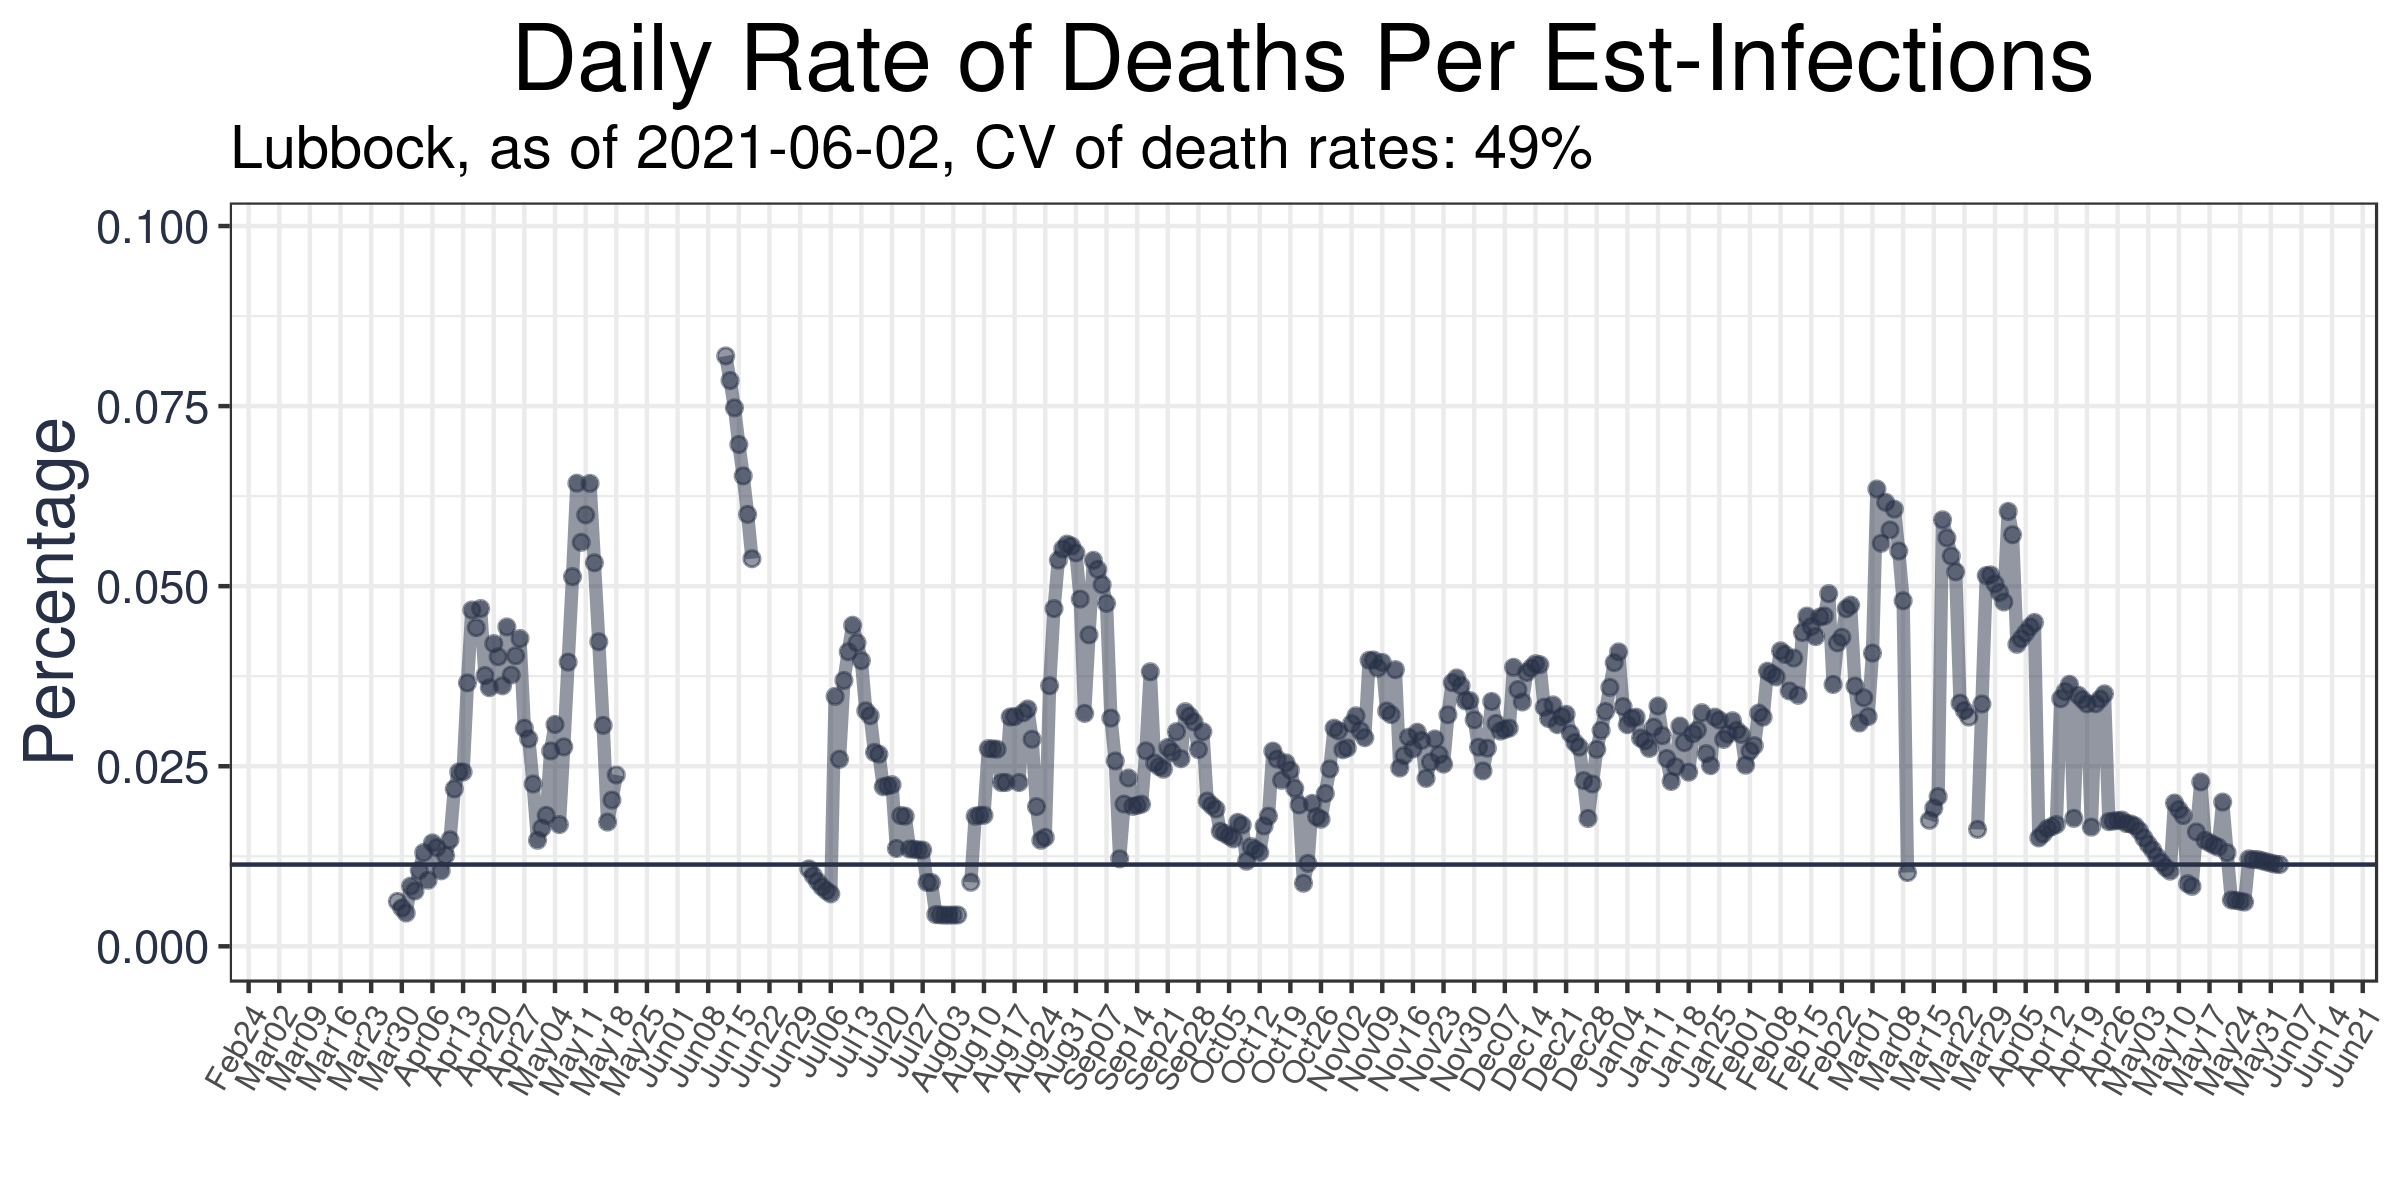 Daily Rate of Deaths Per Est-Infections
Lubbock, as of 2021-06-02, CV of death rates: 49%
Percentage
0.100
0.075
0.050
0.025
0.000
Feb24
Mar02
Mar09
Mar16
Mar23
Mar30
Apr06
Apr13
Apr20
Apr27
May04
May11
May18
May25
Jun01
Jun08
Jun15
Jun22
Jun29
Jul06
Jul13
Jul20
Jul27
Aug03
Aug10
Aug17
Aug24
Aug31
Sep07
Sep14
Sep21
Sep28
Oct05
Oct12
Oct19
Oct26
Nov02
Nov09
Nov16
Nov23
Nov30
Dec07
Dec14
Dec21
Dec28
Jan04
Jan11
Jan18
Jan25
Feb01
Feb08
Feb15
Feb22
Mar01
Mar08
Mar15
Mar22
Mar29
Apr05
Apr12
Apr19
Apr26
May03
May10
May17
May24
May31
Jun07
Jun14
Jun21